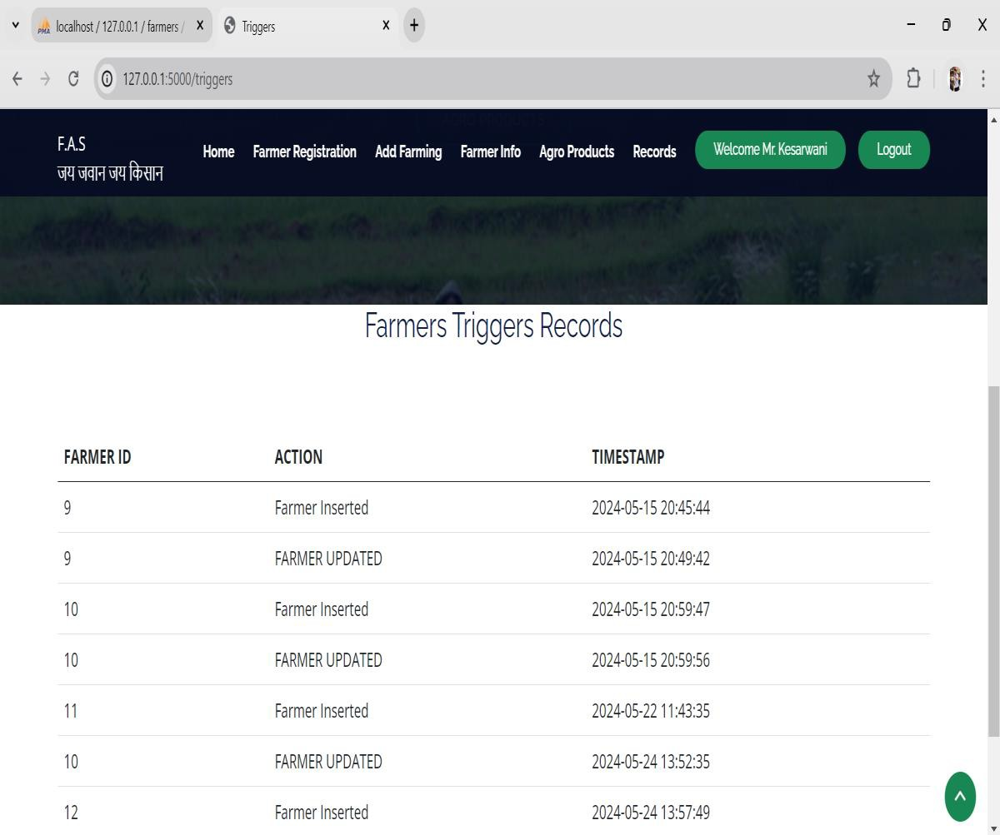 localhost / 127.0.0.1 / farmers /
Triggers
127.0.0.1:5000/triggers
AGRO PRODUCTS
F.A.S
जय जवान जय किसान
Home Farmer Registration Add Farming Farmer Info Agro Products Records Welcome Mr. Kesarwani Logout
Farmers Triggers Records
FARMER ID ACTION TIMESTAMP
9 Farmer Inserted 2024-05-15 20:45:44
9 FARMER UPDATED 2024-05-15 20:49:42
10 Farmer Inserted 2024-05-15 20:59:47
10 FARMER UPDATED 2024-05-15 20:59:56
11 Farmer Inserted 2024-05-22 11:43:35
10 FARMER UPDATED 2024-05-24 13:52:35
12 Farmer Inserted 2024-05-24 13:57:49